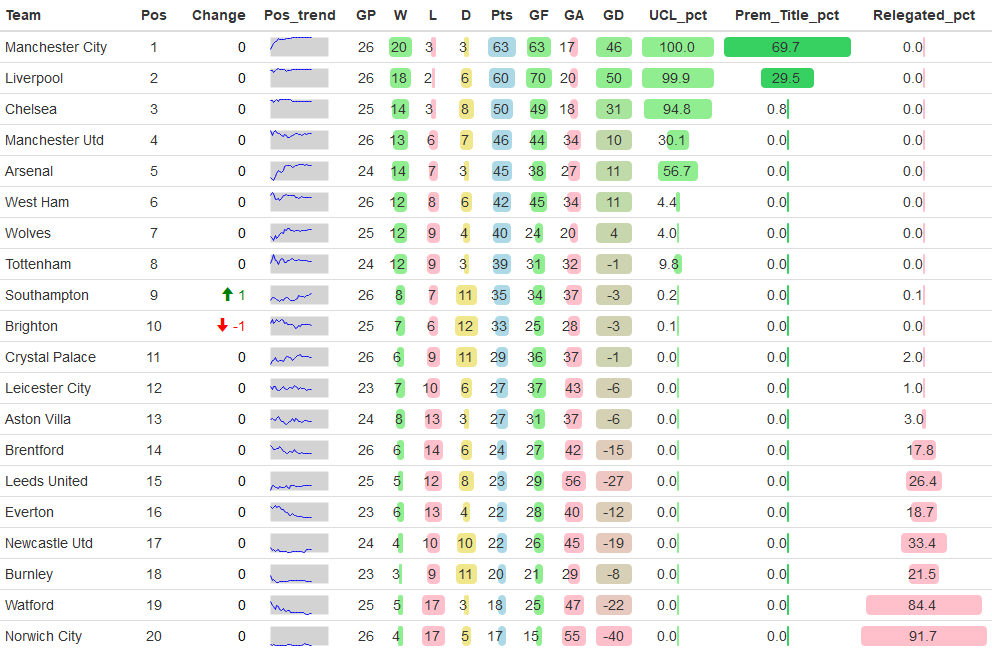 Team Pos Change Pos_trend GP W L D Pts GF GA GD UCL_pct Prem_Title_pct Relegated_pct
Manchester City 1 0 26 20 3 3 63 63 17 46 100.0 69.7 0.0
Liverpool 2 0 26 18 2 6 60 70 20 50 99.9 29.5 0.0
Chelsea 3 0 25 14 3 8 50 49 18 31 94.8 0.8 0.0
Manchester Utd 4 0 26 13 6 7 46 44 34 10 30.1 0.0 0.0
Arsenal 5 0 24 14 7 3 45 38 27 11 56.7 0.0 0.0
West Ham 6 0 26 12 8 6 42 45 34 11 4.4 0.0 0.0
Wolves 7 0 25 12 9 4 40 24 20 4 4.0 0.0 0.0
Tottenham 8 0 24 12 9 3 39 31 32 -1 9.8 0.0 0.0
Southampton 9 1 26 8 7 11 35 34 37 -3 0.2 0.0 0.1
Brighton 10 -1 25 7 6 12 33 25 28 -3 0.1 0.0 0.0
Crystal Palace 11 0 26 6 9 11 29 36 37 -1 0.0 0.0 2.0
Leicester City 12 0 23 7 10 6 27 37 43 -6 0.0 0.0 1.0
Aston Villa 13 0 24 8 13 3 27 31 37 -6 0.0 0.0 3.0
Brentford 14 0 26 6 14 6 24 27 42 -15 0.0 0.0 17.8
Leeds United 15 0 25 5 12 8 23 29 56 -27 0.0 0.0 26.4
Everton 16 0 23 6 13 4 22 28 40 -12 0.0 0.0 18.7
Newcastle Utd 17 0 24 4 10 10 22 26 45 -19 0.0 0.0 33.4
Burnley 18 0 23 3 9 11 20 21 29 -8 0.0 0.0 21.5
Watford 19 0 25 5 17 3 18 25 47 -22 0.0 0.0 84.4
Norwich City 20 0 26 4 17 5 17 15 55 -40 0.0 0.0 91.7